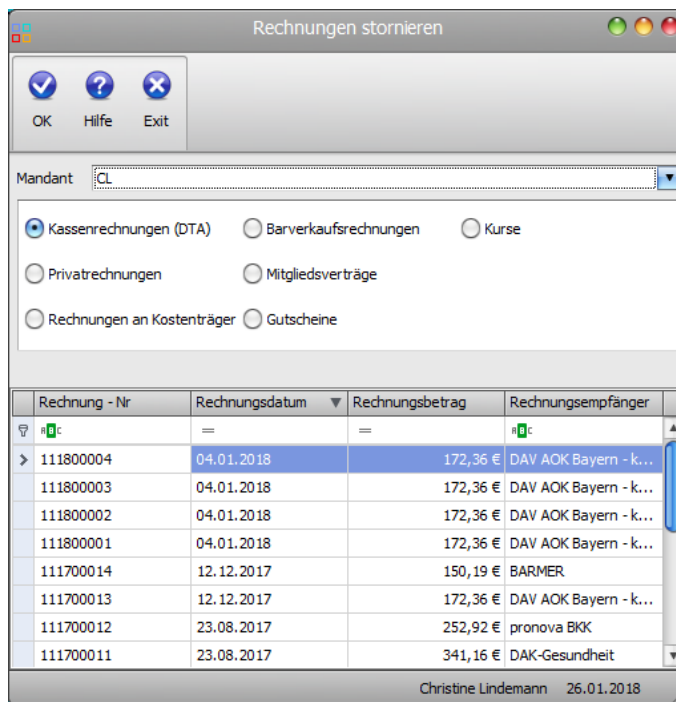 Rechnungen stornieren
OK Hilfe Exit
Mandant CL
Kassenrechnungen (DTA) Barverkaufsrechnungen Kurse
Privatrechnungen Mitgliedsverträge
Rechnungen an Kostenträger Gutscheine
Rechnung - Nr Rechnungsdatum Rechnungsbetrag Rechnungsempfänger
ABC = = ABC
111800004 04.01.2018 172,36 € DAV AOK Bayern - k...
111800003 04.01.2018 172,36 € DAV AOK Bayern - k...
111800002 04.01.2018 172,36 € DAV AOK Bayern - k...
111800001 04.01.2018 172,36 € DAV AOK Bayern - k...
111700014 12.12.2017 150,19 € BARMER
111700013 12.12.2017 172,36 € DAV AOK Bayern - k...
111700012 23.08.2017 252,92 € pronova BKK
111700011 23.08.2017 341,16 € DAK-Gesundheit
Christine Lindemann 26.01.2018